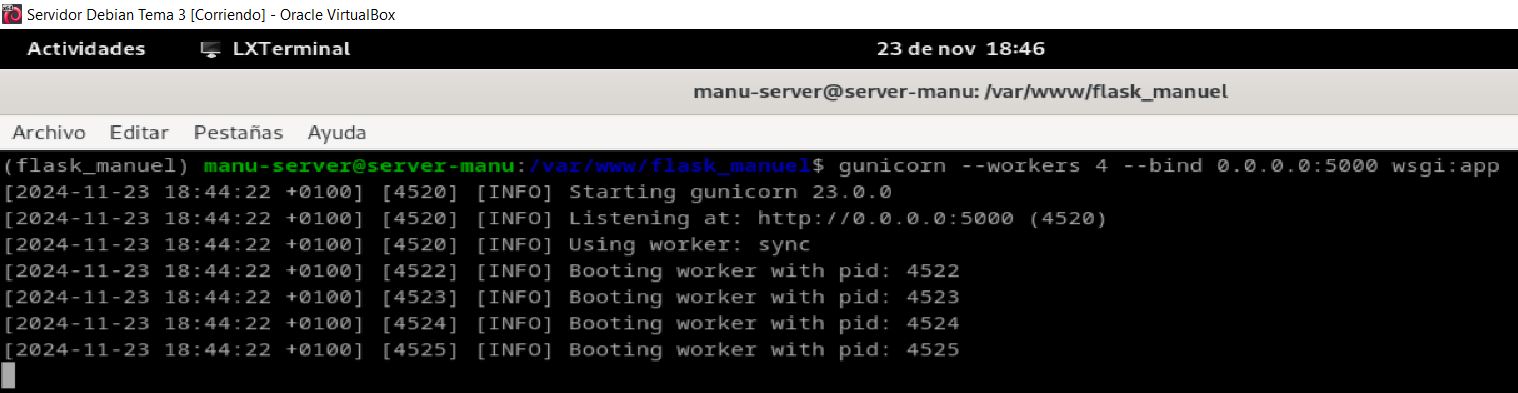 Servidor Debian Tema 3 [Corriendo] - Oracle VirtualBox
Actividades LXTerminal 23 de nov 18:46
manu-server@server-manu: /var/www/flask_manuel
Archivo Editar Pestañas Ayuda
(flask_manuel) manu-server@server-manu:/var/www/flask_manuel$ gunicorn --workers 4 --bind 0.0.0.0:5000 wsgi:app
[2024-11-23 18:44:22 +0100] [4520] [INFO] Starting gunicorn 23.0.0
[2024-11-23 18:44:22 +0100] [4520] [INFO] Listening at: http://0.0.0.0:5000 (4520)
[2024-11-23 18:44:22 +0100] [4520] [INFO] Using worker: sync
[2024-11-23 18:44:22 +0100] [4522] [INFO] Booting worker with pid: 4522
[2024-11-23 18:44:22 +0100] [4523] [INFO] Booting worker with pid: 4523
[2024-11-23 18:44:22 +0100] [4524] [INFO] Booting worker with pid: 4524
[2024-11-23 18:44:22 +0100] [4525] [INFO] Booting worker with pid: 4525